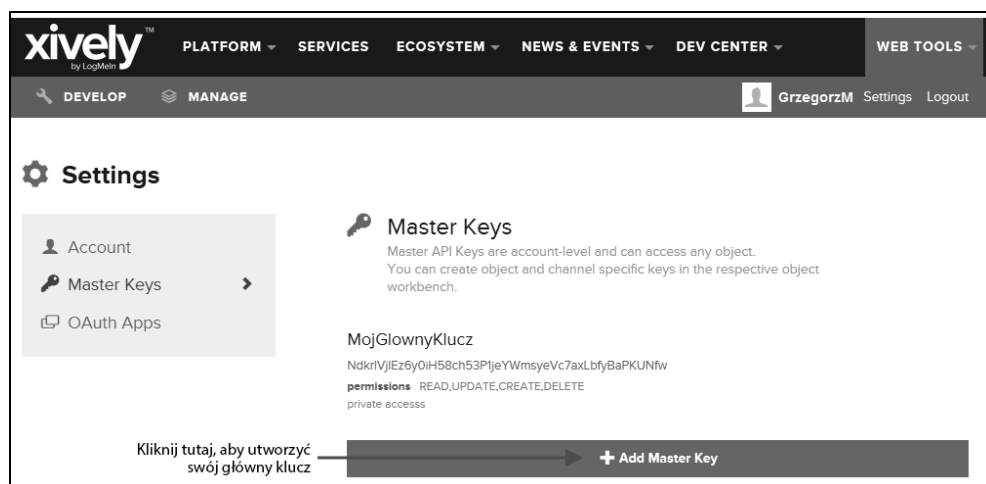 xively™ PLATFORM SERVICES ECOSYSTEM NEWS & EVENTS DEV CENTER WEB TOOLS
by LogMeIn
DEVELOP MANAGE GrzegorzM Settings Logout
Settings
Account
Master Keys
OAuth Apps
Master Keys
Master API Keys are account-level and can access any object.
You can create object and channel specific keys in the respective object
workbench.
MojGlownyKlucz
NdkrlVjlEz6y0iH58ch53P1jeYWmsyeVc7axLbfyBaPKUNfw
permissions READ,UPDATE,CREATE,DELETE
private accesss
Kliknij tutaj, aby utworzyć
swój główny klucz
Add Master Key